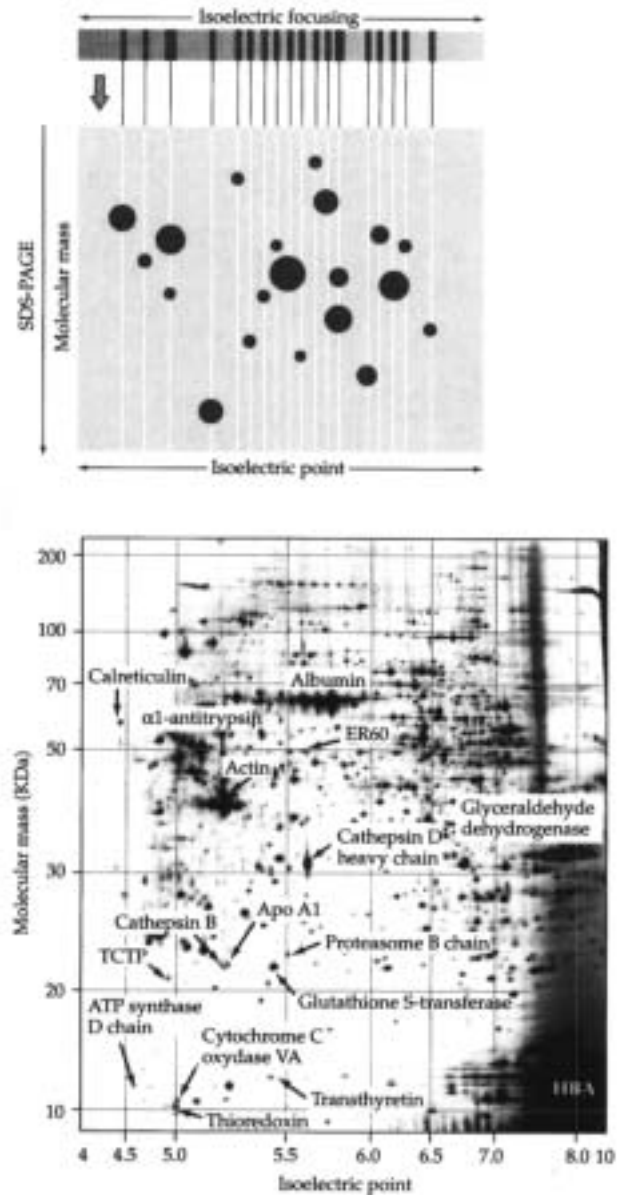 Isoelectric focusing
SDS-PAGE
Molecular mass
Isoelectric point
200
100
Calreticulin
70
Albumin
α1-antitrypsin
50
ER60
Actin
Molecular mass (KDa)
Glyceraldehyde
dehydrogenase
Cathepsin D
heavy chain
30
Cathepsin B
Apo A1
TCTP
Proteasome B chain
20
Glutathione S-transferase
ATP synthase
D chain
Cytochrome C
oxydase VA
Transthyretin
Thioredoxin
10
4 4.5 5.0 5.5 6.0 6.5 7.0 8.0 10
Isoelectric point